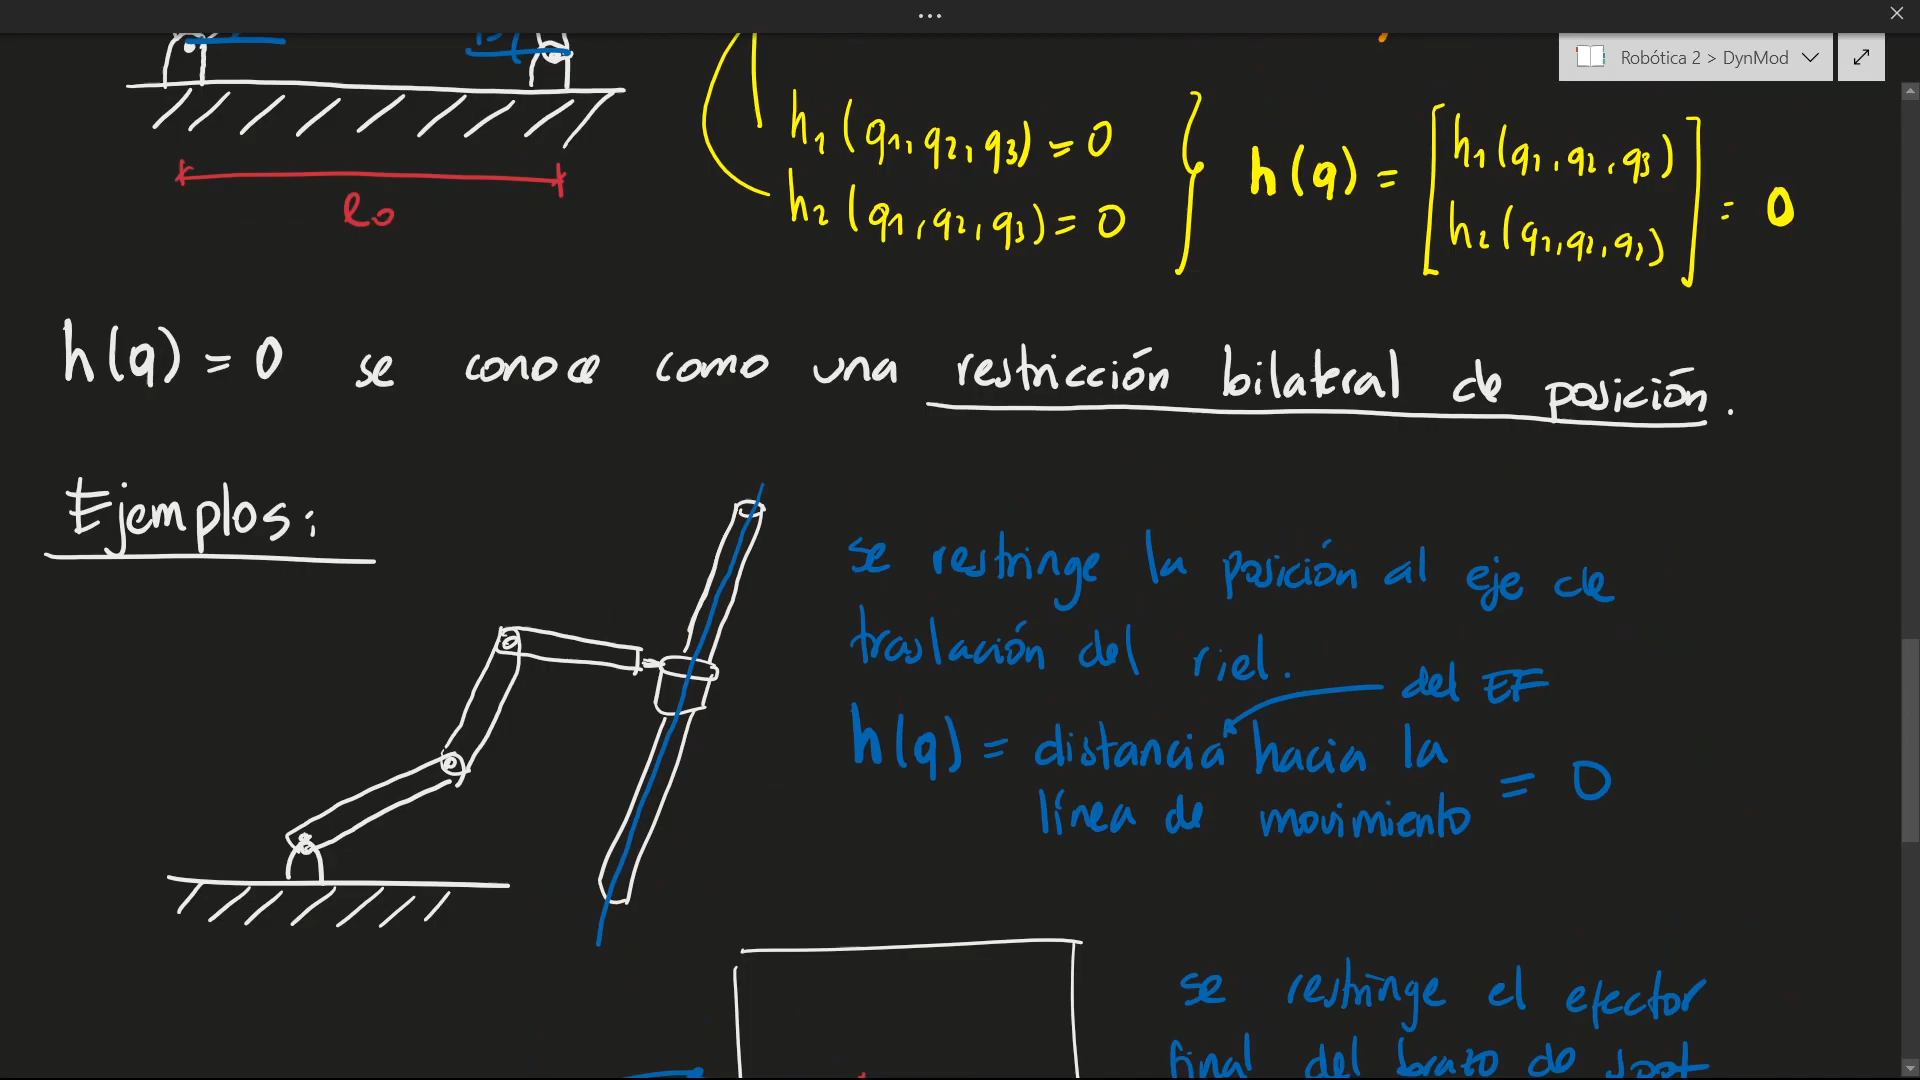 Robótica 2 > DynMod
h₁(q₁, q₂, q₃) = 0
h₂(q₁, q₂, q₃) = 0
h(q) = [h₁(q₁, q₂, q₃)
h₂(q₁, q₂, q₃)] = 0
l₀
h(q) = 0 se conoce como una restricción bilateral de posición.
Ejemplos:
se restringe la posición al eje de
traslación del riel.
del EF
h(q) = distancia hacia la
línea de movimiento = 0
se restringe el efector
final del brazo de spot